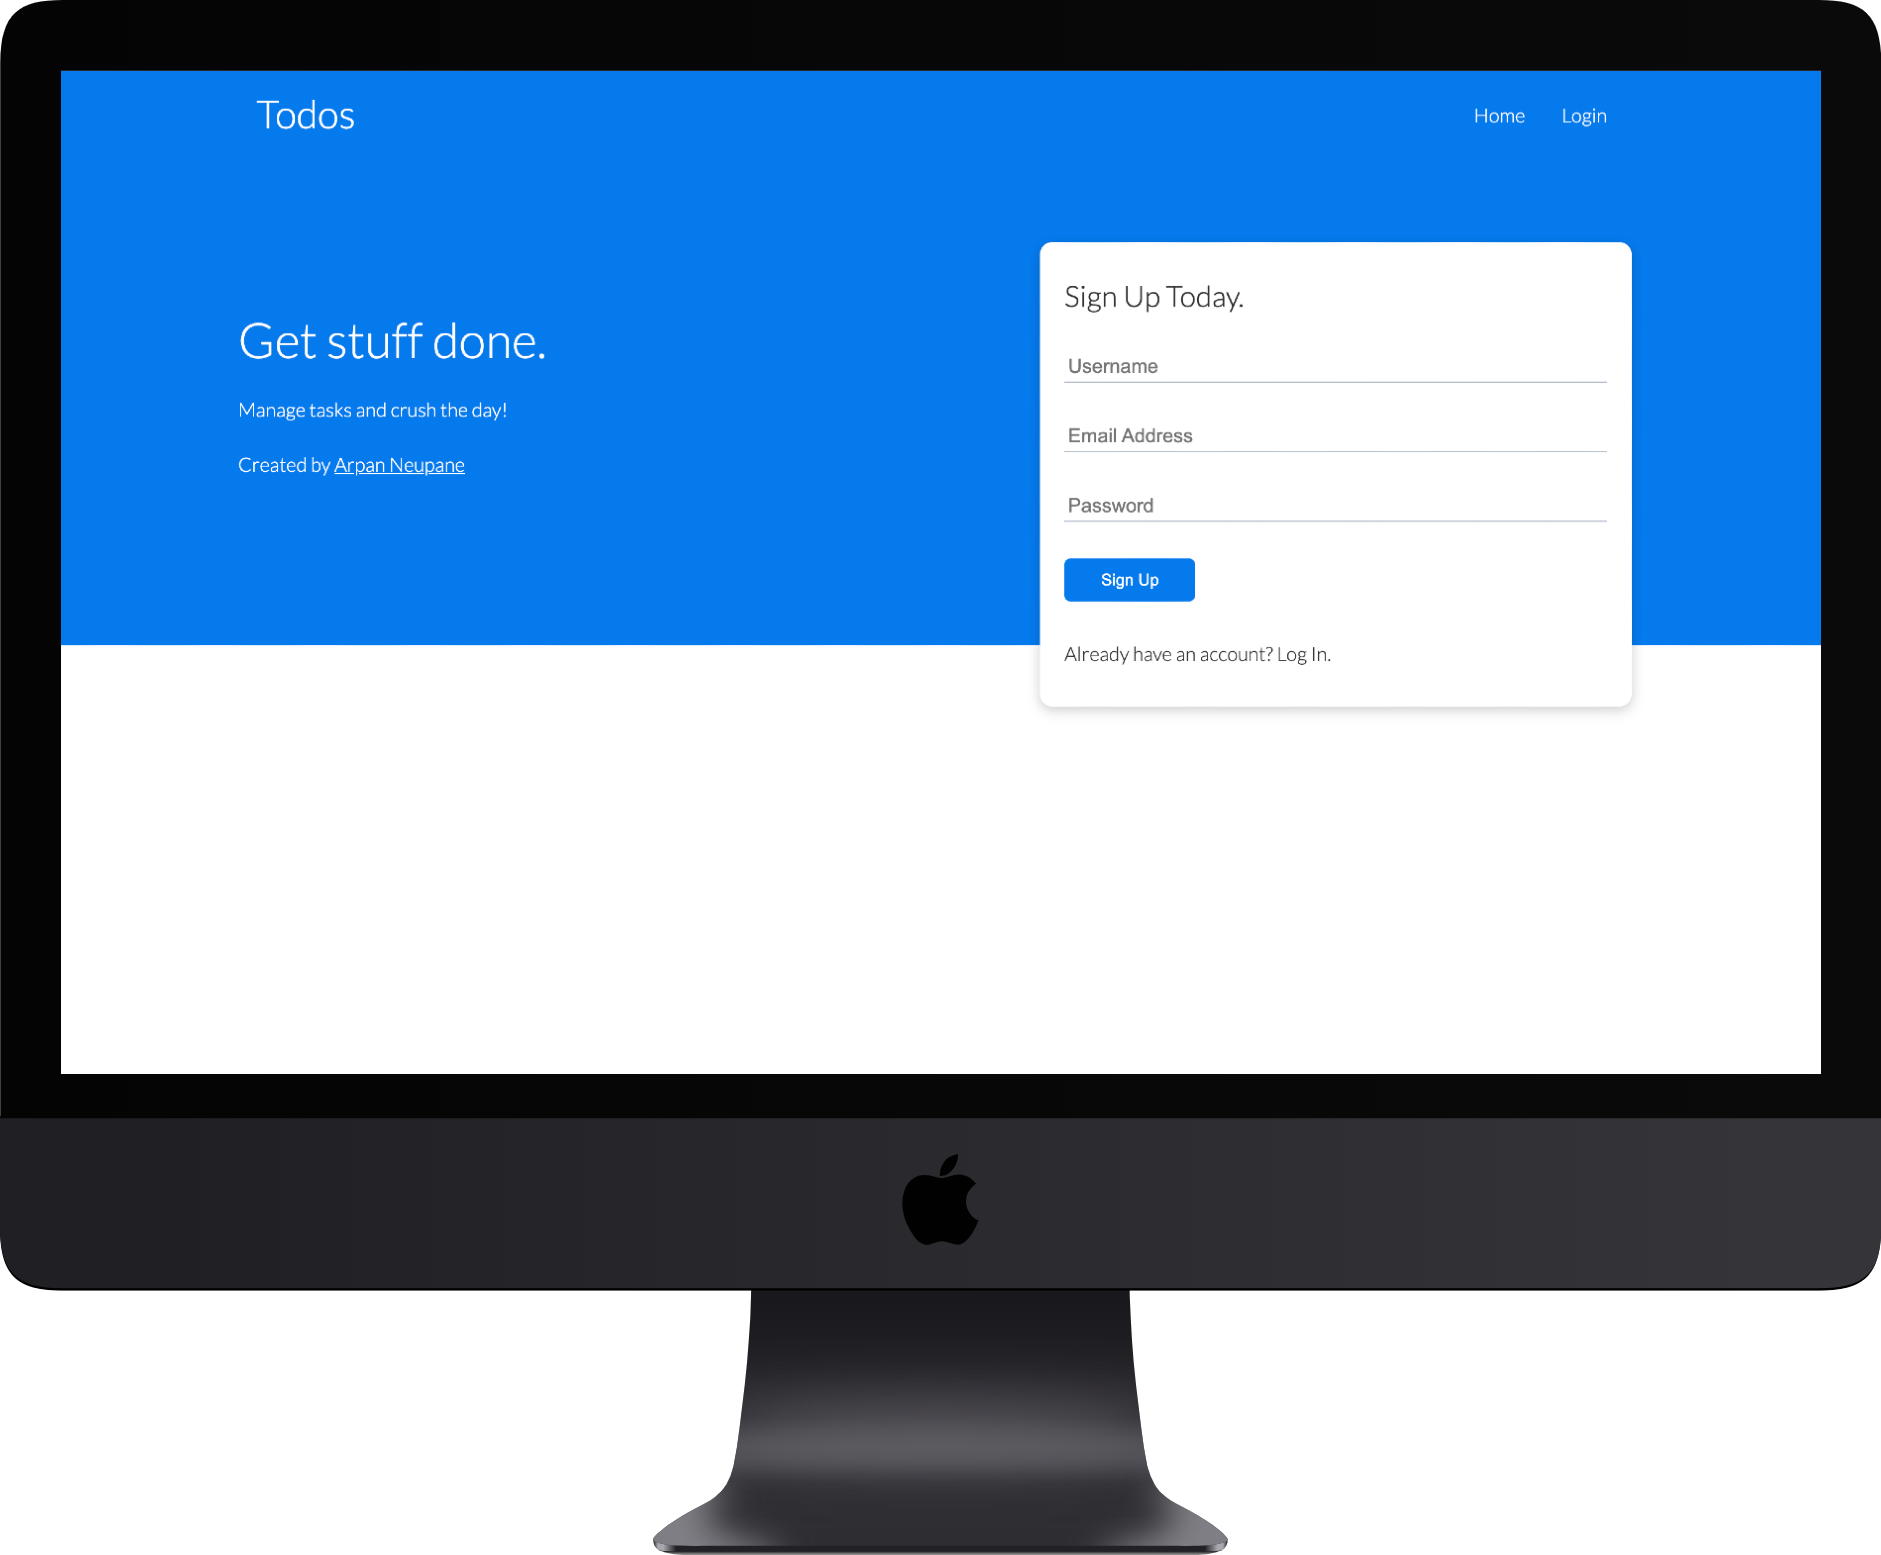 Todos
Home
Login
Get stuff done.
Manage tasks and crush the day!
Created by Arpan Neupane
Sign Up Today.
Username
Email Address
Password
Sign Up
Already have an account? Log In.